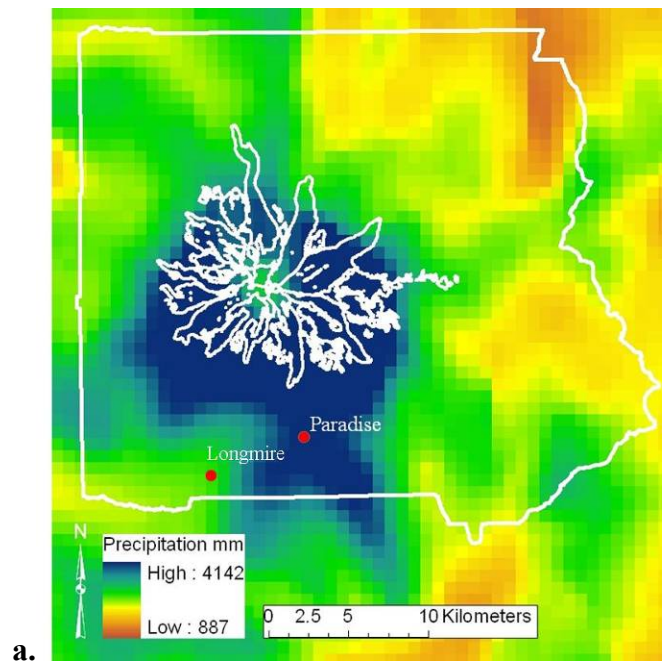 Paradise
Longmire
N
Precipitation mm
High : 4142
Low : 887
0 2.5 5 10 Kilometers
a.